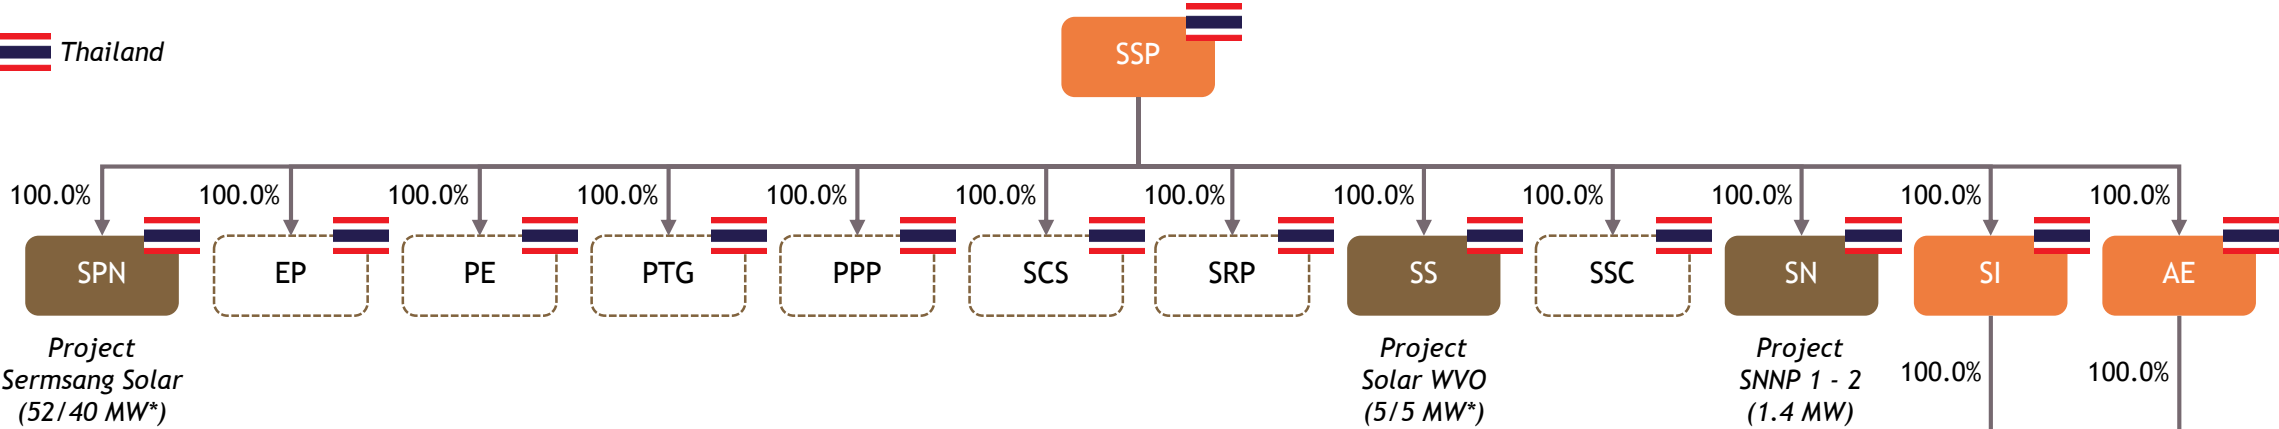 Thailand
SSP
100.0% 100.0% 100.0% 100.0% 100.0% 100.0% 100.0% 100.0% 100.0% 100.0% 100.0% 100.0%
SPN EP PE PTG PPP SCS SRP SS SSC SN SI AE
Project
Sermsang Solar
(52/40 MW*)
Project
Solar WVO
(5/5 MW*)
Project
SNNP 1 - 2
(1.4 MW)
100.0% 100.0%